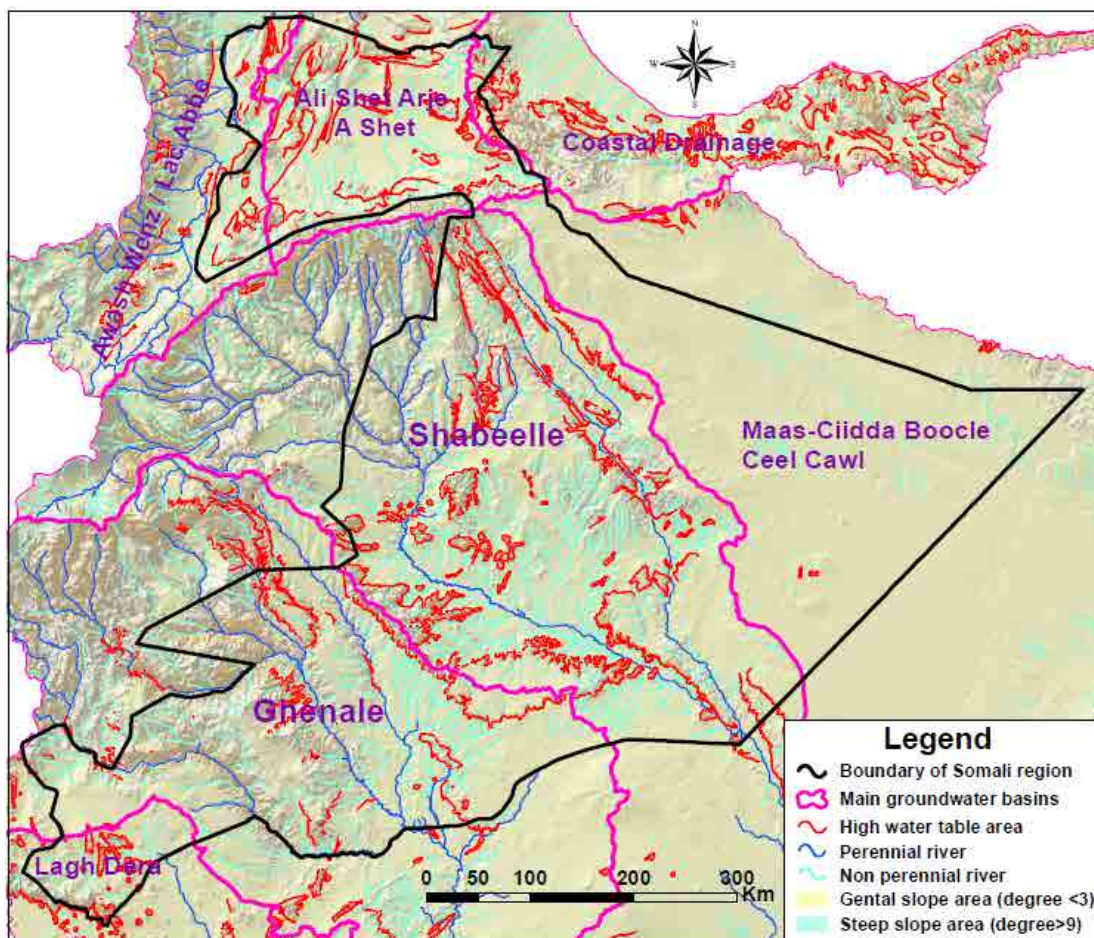 N
W E
S
Ali Shet Arje
A Shet
Coastal Drainage
Awash Wenz / Lac Abbe
Shabeelle
Maas-Ciidda Boocle
Ceel Cawl
Ghenale
Lagh Dera
0 50 100 200 300
Km
Legend
Boundary of Somali region
Main groundwater basins
High water table area
Perennial river
Non perennial river
Gental slope area (degree <3)
Steep slope area (degree>9)